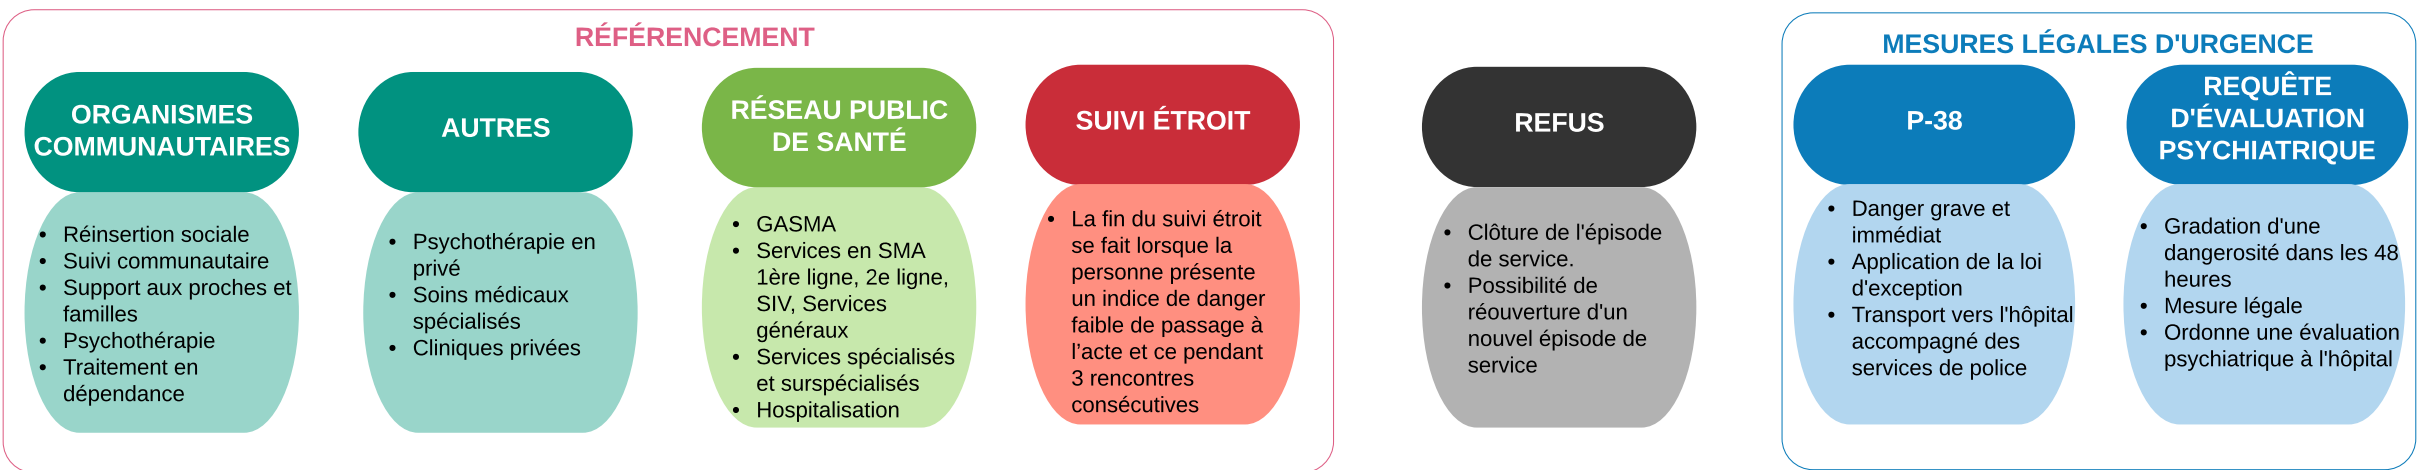 RÉFÉRENCEMENT
ORGANISMES
COMMUNAUTAIRES
• Réinsertion sociale
• Suivi communautaire
• Support aux proches et
familles
• Psychothérapie
• Traitement en
dépendance
AUTRES
• Psychothérapie en
privé
• Soins médicaux
spécialisés
• Cliniques privées
RÉSEAU PUBLIC
DE SANTÉ
• GASMA
• Services en SMA
1ère ligne, 2e ligne,
SIV, Services
généraux
• Services spécialisés
et surspécialisés
• Hospitalisation
SUIVI ÉTROIT
• La fin du suivi étroit
se fait lorsque la
personne présente
un indice de danger
faible de passage à
l’acte et ce pendant
3 rencontres
consécutives
REFUS
• Clôture de l'épisode
de service.
• Possibilité de
réouverture d'un
nouvel épisode de
service
MESURES LÉGALES D'URGENCE
P-38
• Danger grave et
immédiat
• Application de la loi
d'exception
• Transport vers l'hôpital
accompagné des
services de police
REQUÊTE
D'ÉVALUATION
PSYCHIATRIQUE
• Gradation d'une
dangerosité dans les 48
heures
• Mesure légale
• Ordonne une évaluation
psychiatrique à l'hôpital